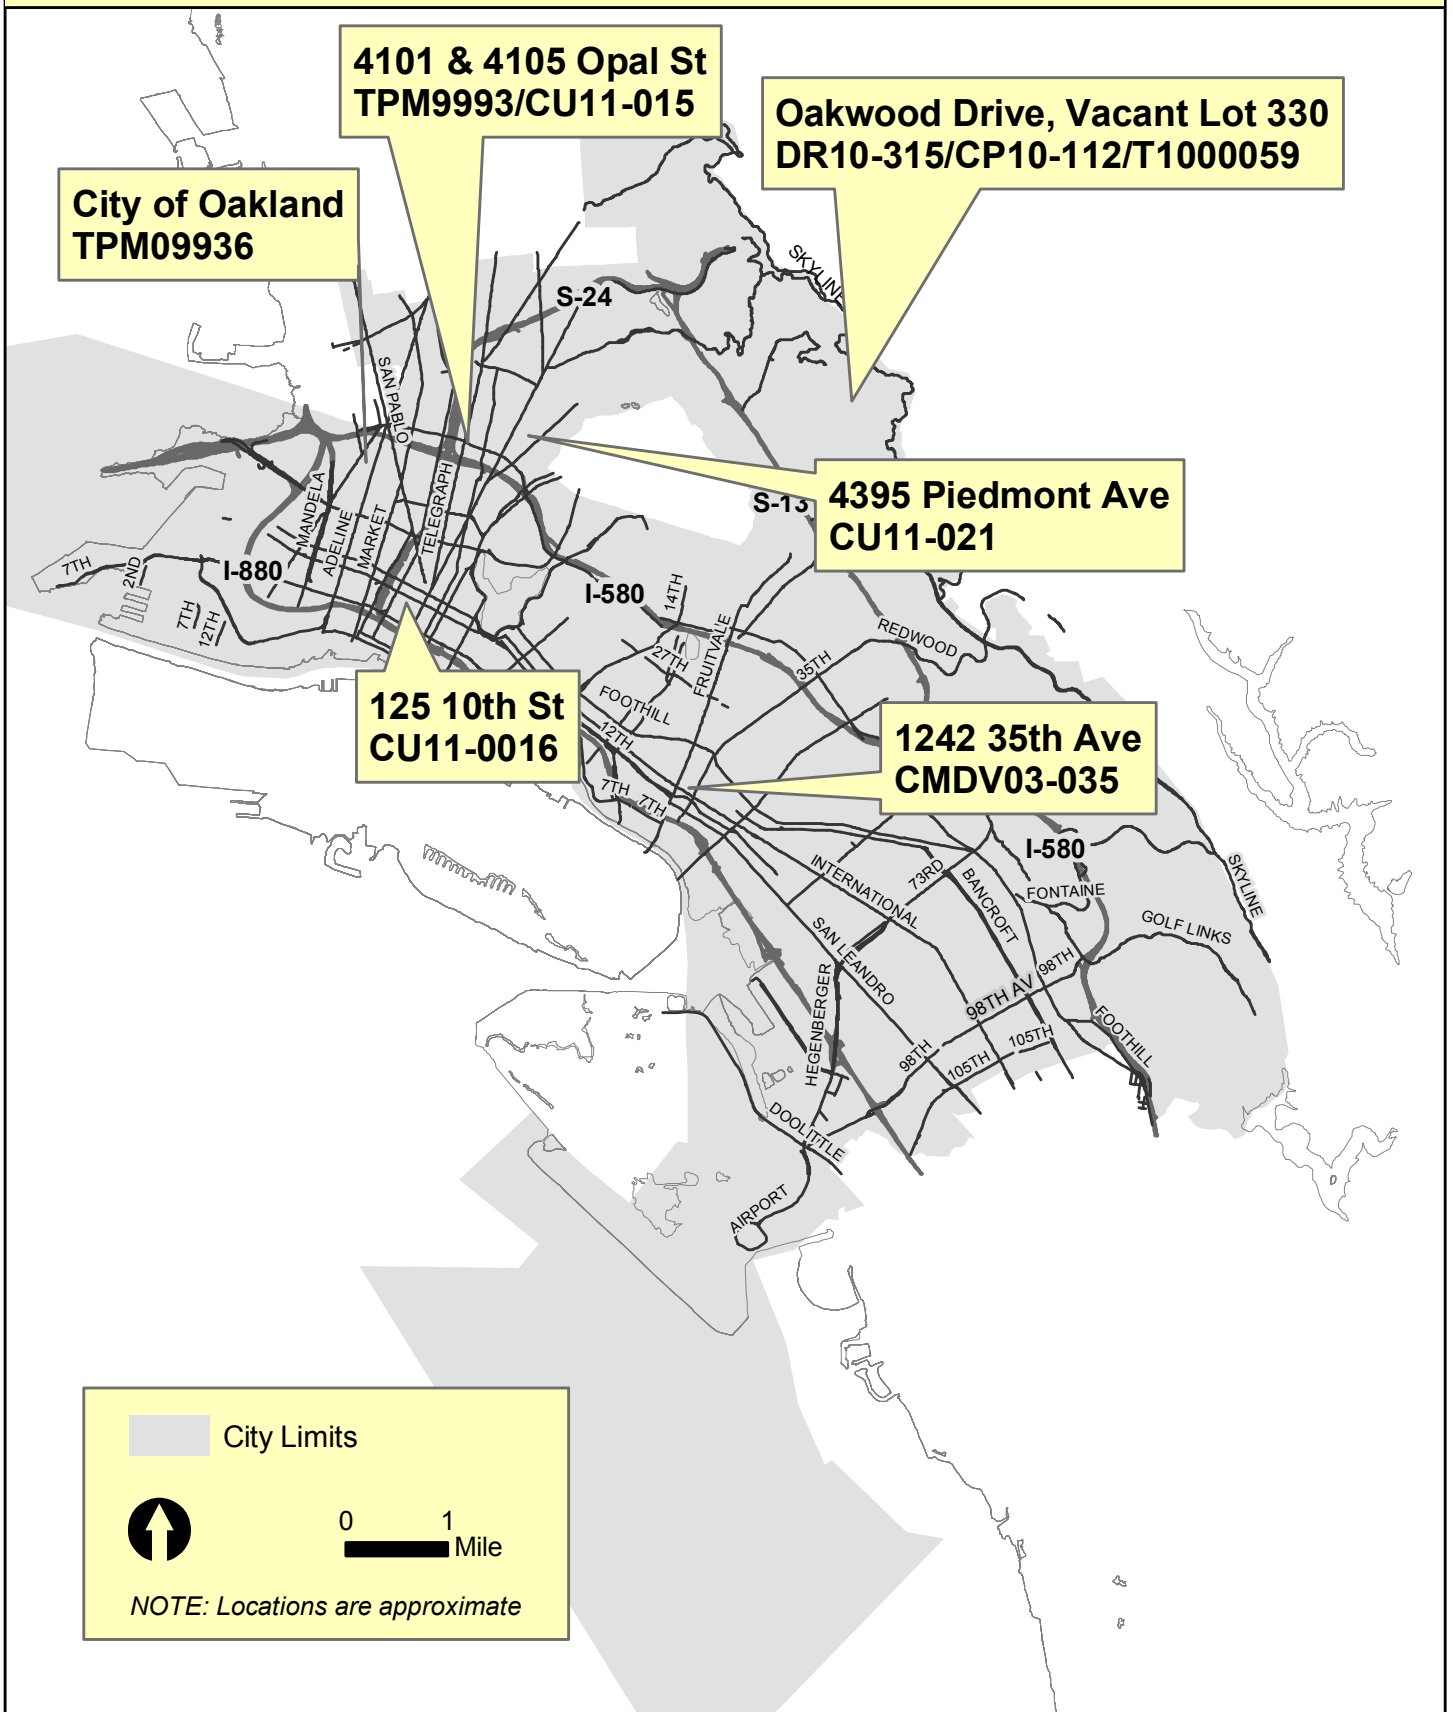 4101 & 4105 Opal St
TPM9993/CU11-015
Oakwood Drive, Vacant Lot 330
DR10-315/CP10-112/T1000059
City of Oakland
TPM09936
SKYLINE
S-24
SAN PABLO
4395 Piedmont Ave
CU11-021
S-13
MANDELA
ADELINE
MARKET
TELEGRAPH
7TH
2ND
I-880
7TH
12TH
I-580
14TH
27TH
FRUITVALE
35TH
REDWOOD
125 10th St
CU11-0016
FOOTHILL
12TH
7TH
7TH
1242 35th Ave
CMDV03-035
I-580
INTERNATIONAL
73RD
BANCROFT
FONTAINE
SKYLINE
GOLF LINKS
SAN LEANDRO
HEGENBERGER
98TH
98TH AV
98TH
105TH
105TH
FOOTHILL
DOOLITTLE
AIRPORT
City Limits
0 1
Mile
NOTE: Locations are approximate